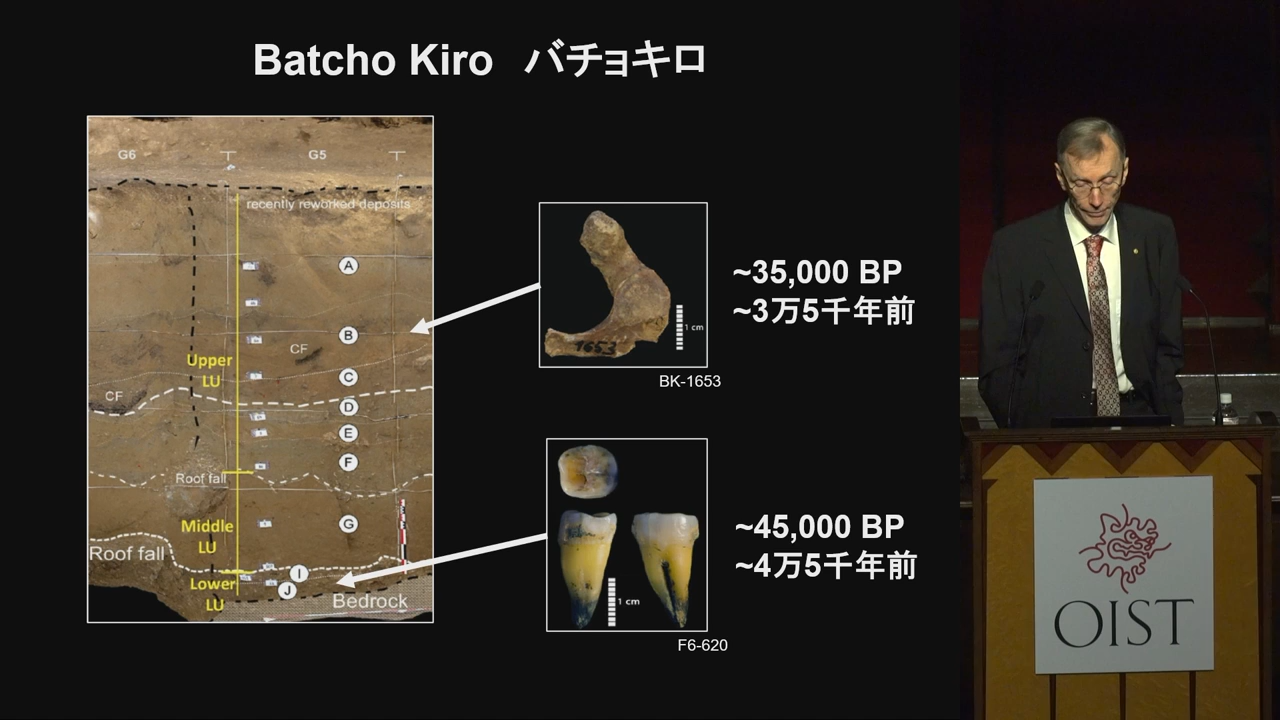 Batcho Kiro バチョキロ
G6
G5
recently reworked deposits
A
B
CF
Upper
LU
C
CF
D
E
F
Roof fall
G
Middle
LU
Roof fall
I
Lower
LU
J
Bedrock
1653
1 cm
BK-1653
~35,000 BP
~3万5千年前
1 cm
F6-620
~45,000 BP
~4万5千年前
OIST